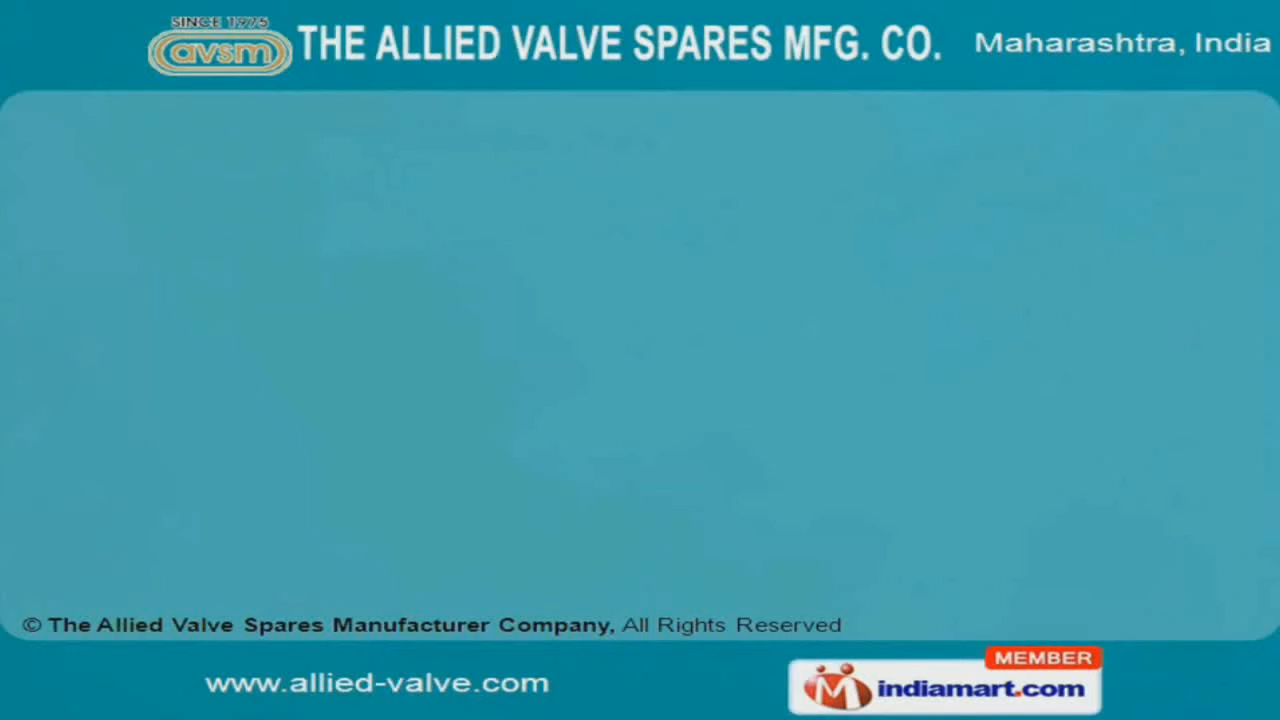 SINCE 1975
avsm
THE ALLIED VALVE SPARES MFG. CO.
Maharashtra, India
© The Allied Valve Spares Manufacturer Company, All Rights Reserved
www.allied-valve.com
MEMBER
indiamart.com